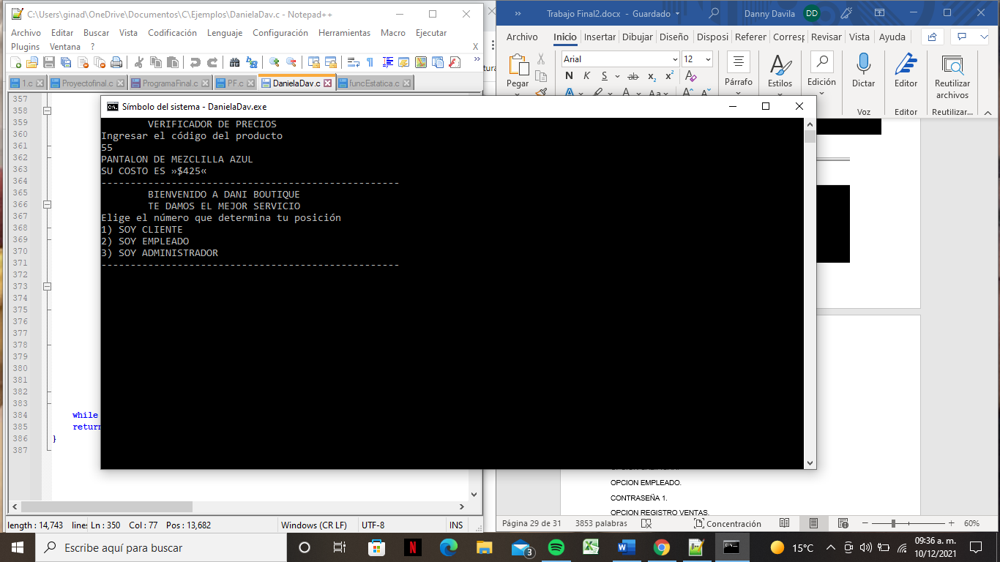 C:\Users\ginad\OneDrive\Documentos\C\Ejemplos\DanielaDav.c - Notepad++
Archivo Editar Buscar Vista Codificación Lenguaje Configuración Herramientas Macro Ejecutar
Plugins Ventana ? X
1.c Proyectofinal.c ProgramaFinal.c PF.c DanielaDav.c funcEstatica.c
» Trabajo Final2.docx - Guardado Danny Davila DD
Archivo Inicio Insertar Dibujar Diseño Disposi Referer Corresp Revisar Vista Ayuda
Arial 12
N K S ab x₂ x²
Pegar Párrafo Estilos Edición Dictar Editor Reutilizar archivos
Voz Editor Reutilizar...
Símbolo del sistema - DanielaDav.exe
VERIFICADOR DE PRECIOS
Ingresar el código del producto
55
PANTALON DE MEZCLILLA AZUL
SU COSTO ES »$425«
---------------------------------------------------
BIENVENIDO A DANI BOUTIQUE
TE DAMOS EL MEJOR SERVICIO
Elige el número que determina tu posición
1) SOY CLIENTE
2) SOY EMPLEADO
3) SOY ADMINISTRADOR
---------------------------------------------------
357
358
359
360
361
362
363
364
365
366
367
368
369
370
371
372
373
374
375
376
377
378
379
380
381
382
383
384 while
385 return
386 }
387
OPCION EMPLEADO.
CONTRASEÑA 1.
OPCION REGISTRO VENTAS.
length : 14,743 lines Ln : 350 Col : 77 Pos : 13,682 Windows (CR LF) UTF-8 INS
Página 29 de 31 3853 palabras Concentración 60%
Escribe aquí para buscar
3
15°C
09:36 a. m.
10/12/2021